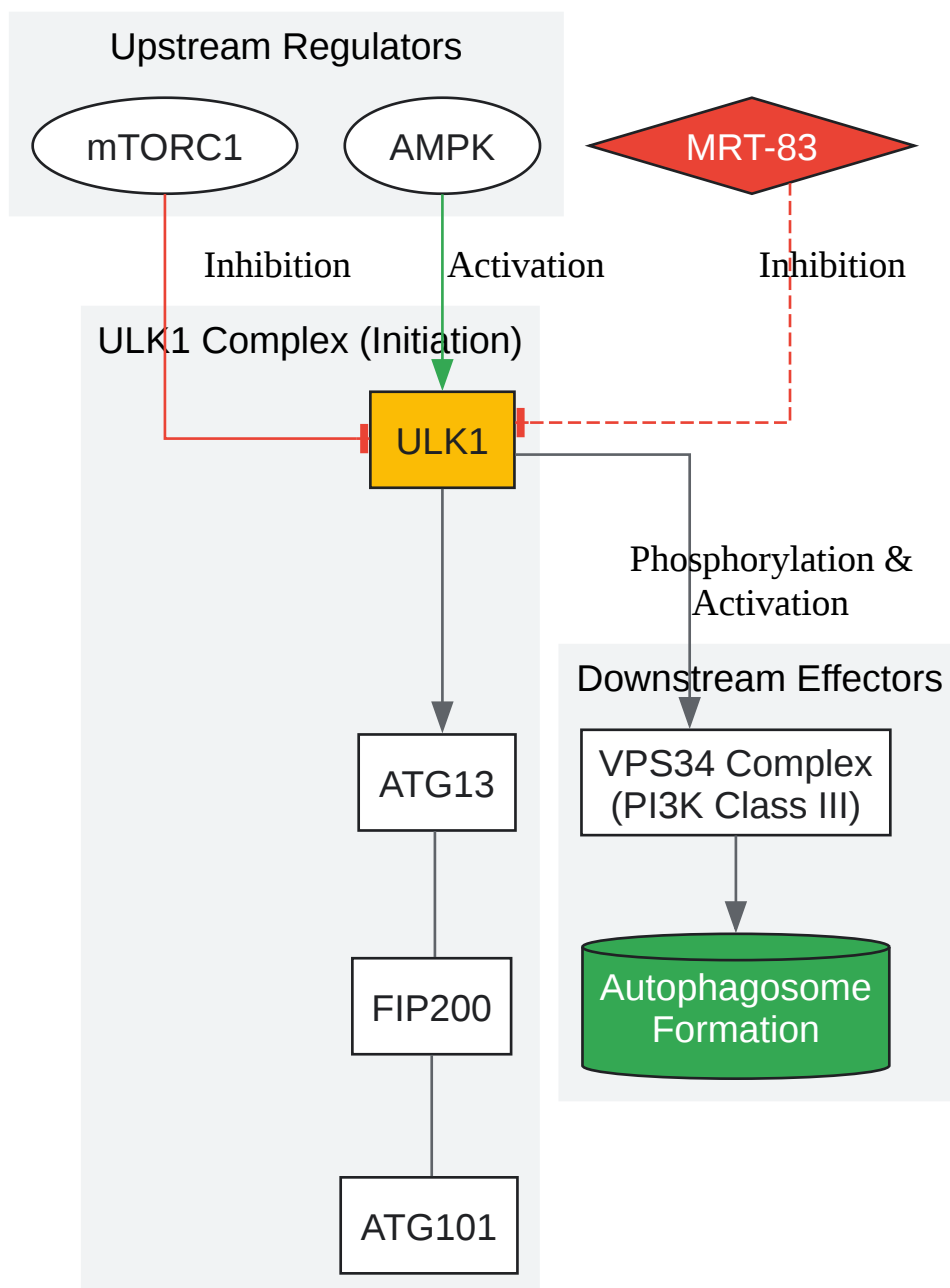 Upstream Regulators
mTORC1
AMPK
MRT-83
Inhibition
Activation
Inhibition
ULK1 Complex (Initiation)
ULK1
Phosphorylation &
Activation
Downstream Effectors
VPS34 Complex
(PI3K Class III)
ATG13
Autophagosome
Formation
FIP200
ATG101